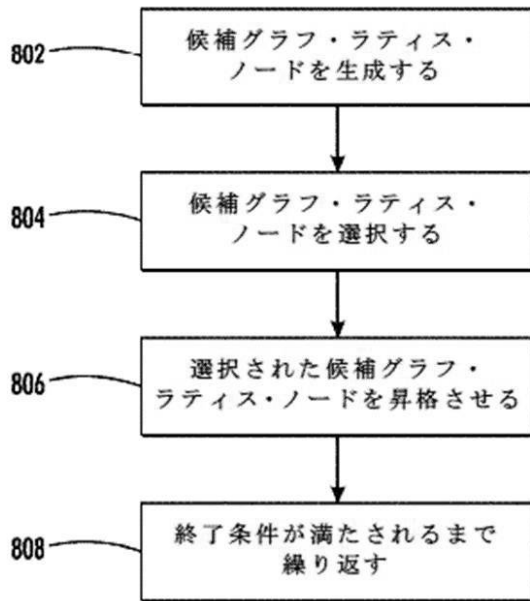 802
候補グラフ・ラティス・
ノードを生成する
804
候補グラフ・ラティス・
ノードを選択する
806
選択された候補グラフ・
ラティス・ノードを昇格させる
808
終了条件が満たされるまで
繰り返す